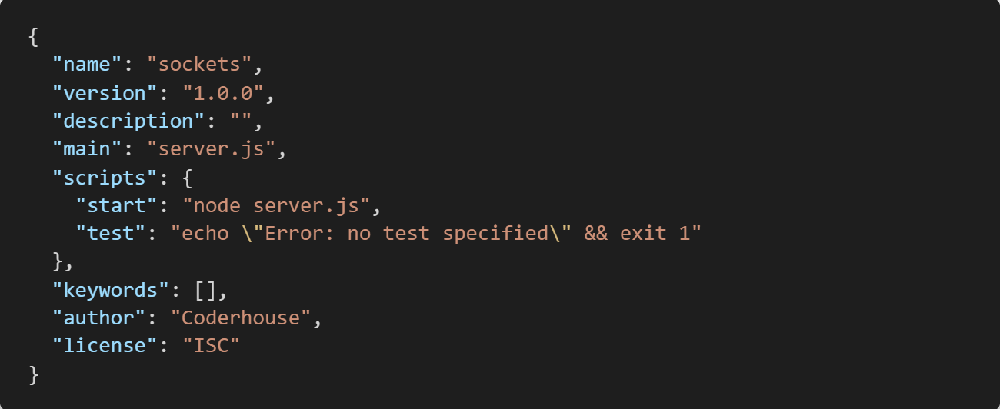 {
  "name": "sockets",
  "version": "1.0.0",
  "description": "",
  "main": "server.js",
  "scripts": {
    "start": "node server.js",
    "test": "echo \"Error: no test specified\" && exit 1"
  },
  "keywords": [],
  "author": "Coderhouse",
  "license": "ISC"
}